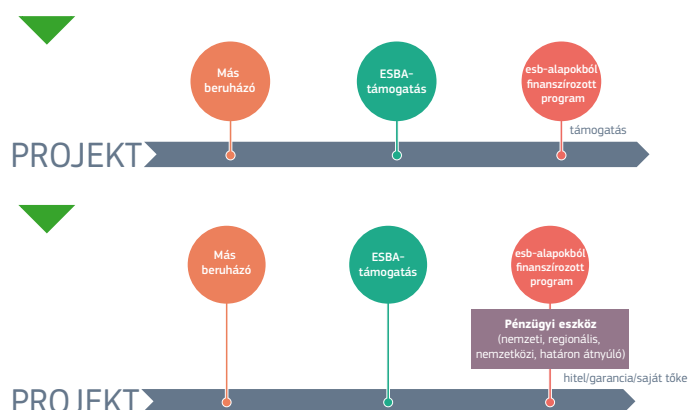 Más
beruházó
ESBA-
támogatás
esb-alapokból
finanszírozott
program
támogatás
PROJEKT
Más
beruházó
ESBA-
támogatás
esb-alapokból
finanszírozott
program
Pénzügyi eszköz
(nemzeti, regionális,
nemzetközi, határon átnyúló)
hitel/garancia/saját tőke
PROJEKT